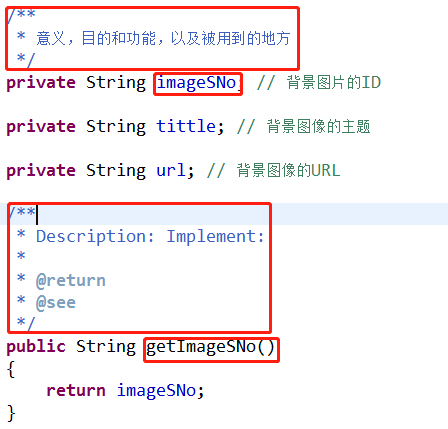 /**
 * 意义，目的和功能，以及被用到的地方
 */
private String imageSNo; // 背景图片的ID
private String tittle; // 背景图像的主题
private String url; // 背景图像的URL
/**
 * Description: Implement:
 *
 * @return
 * @see
 */
public String getImageSNo()
{
    return imageSNo;
}